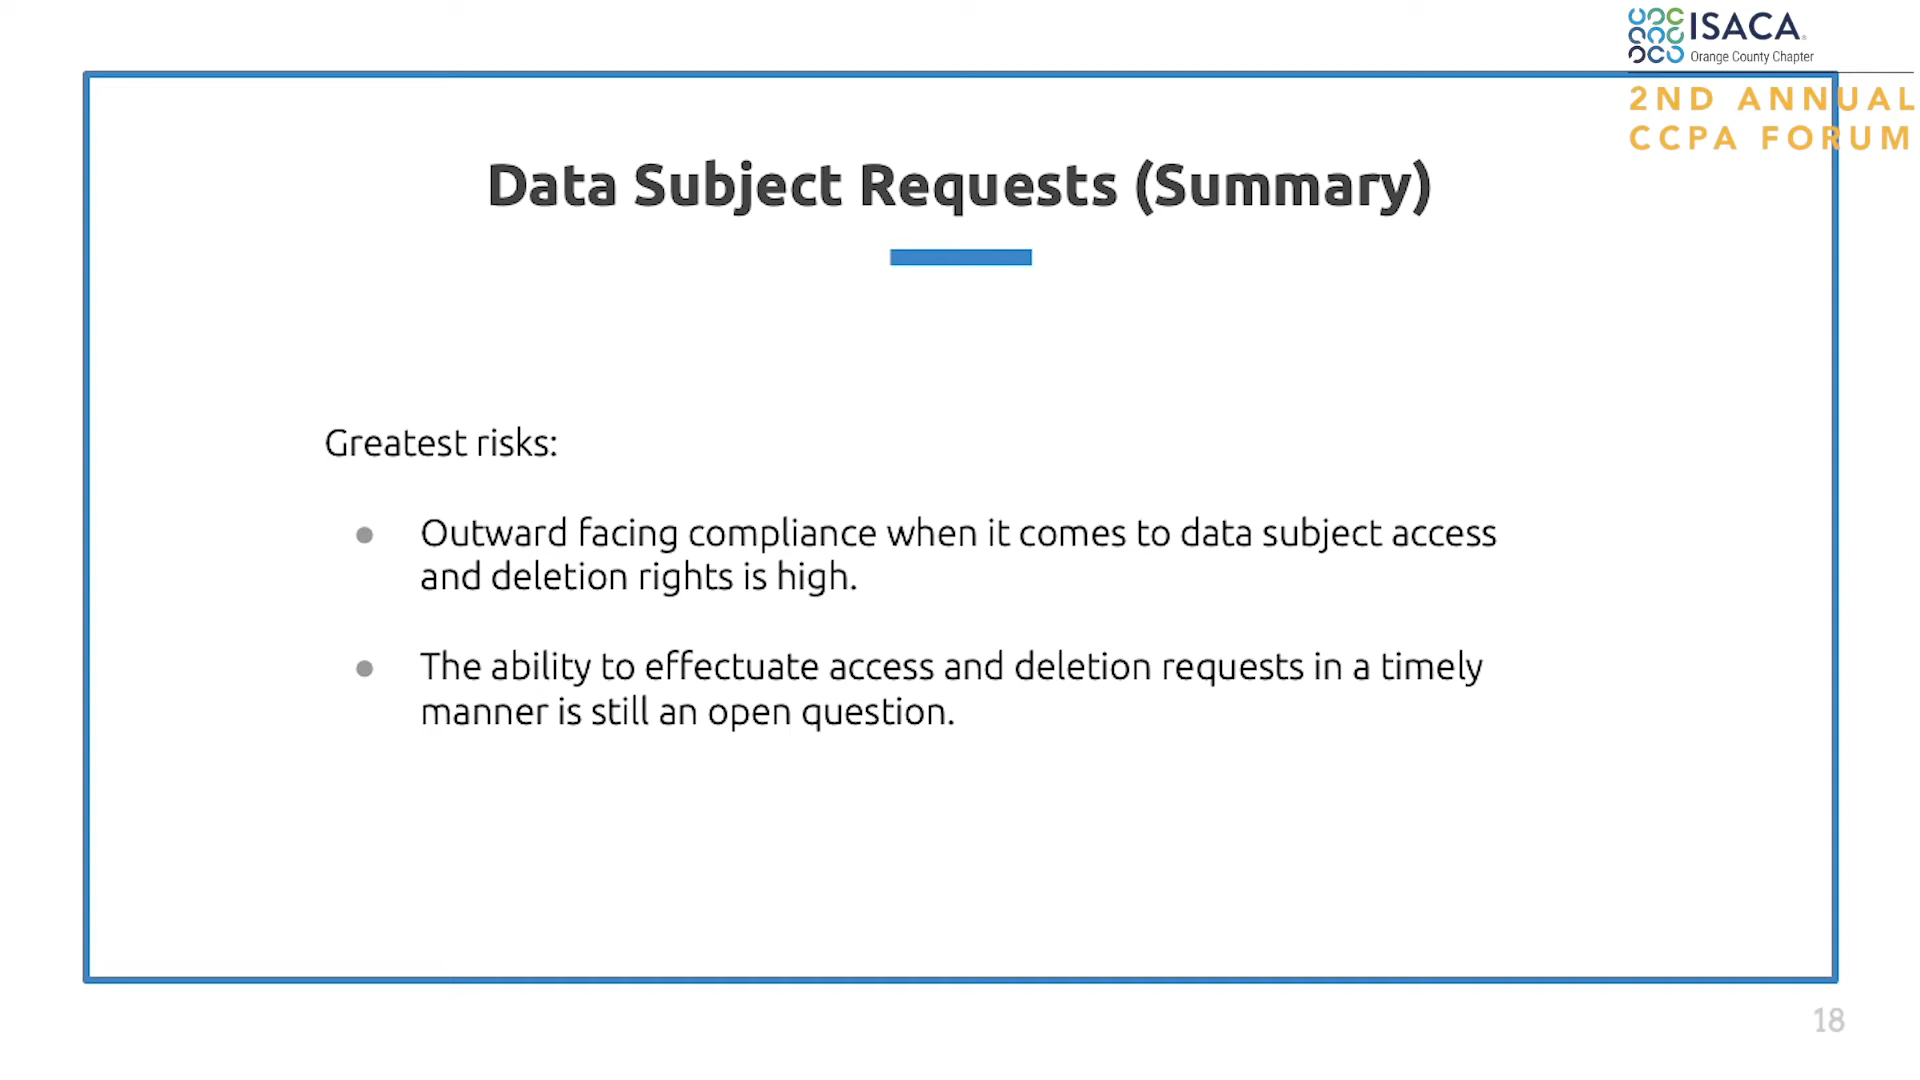 ISACA
Orange County Chapter
2ND ANNUAL
CCPA FORUM
Data Subject Requests (Summary)
Greatest risks:
● Outward facing compliance when it comes to data subject access
and deletion rights is high.
● The ability to effectuate access and deletion requests in a timely
manner is still an open question.
18